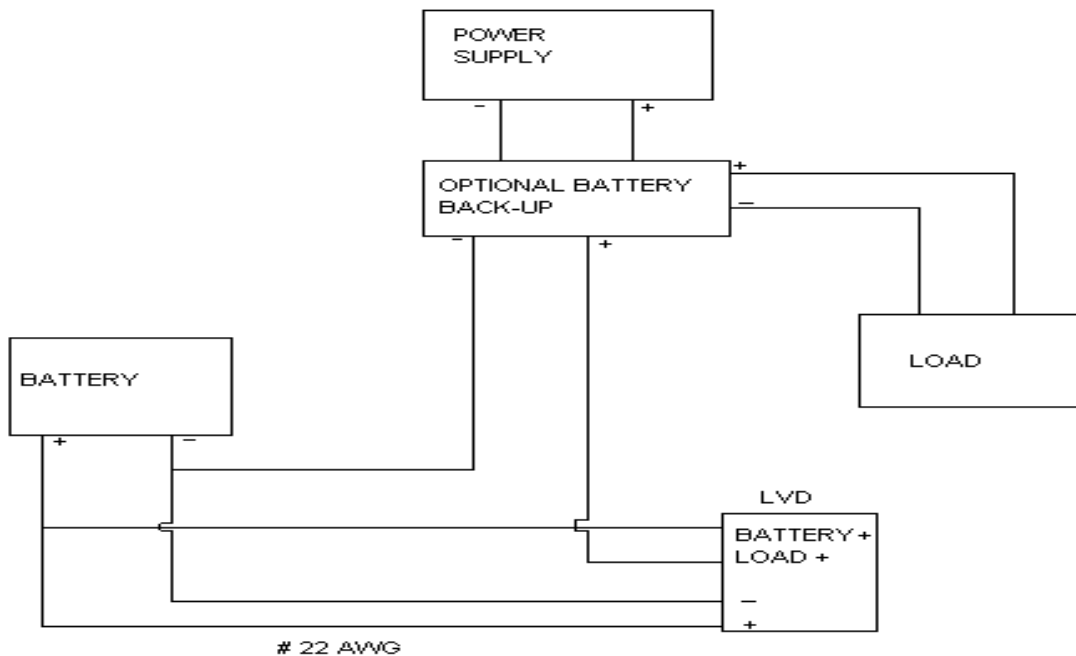 POWER
SUPPLY
- +
OPTIONAL BATTERY
BACK-UP
+
-
- +
LOAD
BATTERY
+ -
LVD
BATTERY +
LOAD +
-
+
# 22 AWG